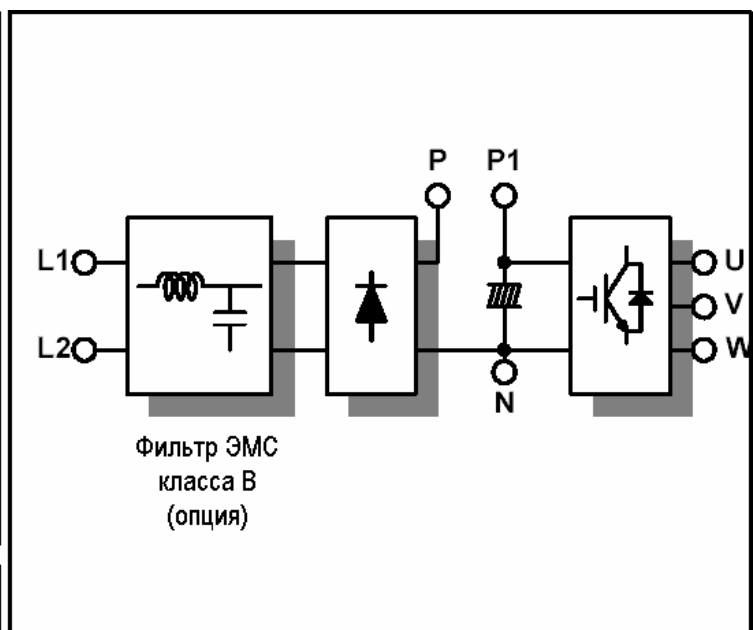 P P1
L1 U
V
L2 W
N
Фильтр ЭМС
класса В
(опция)